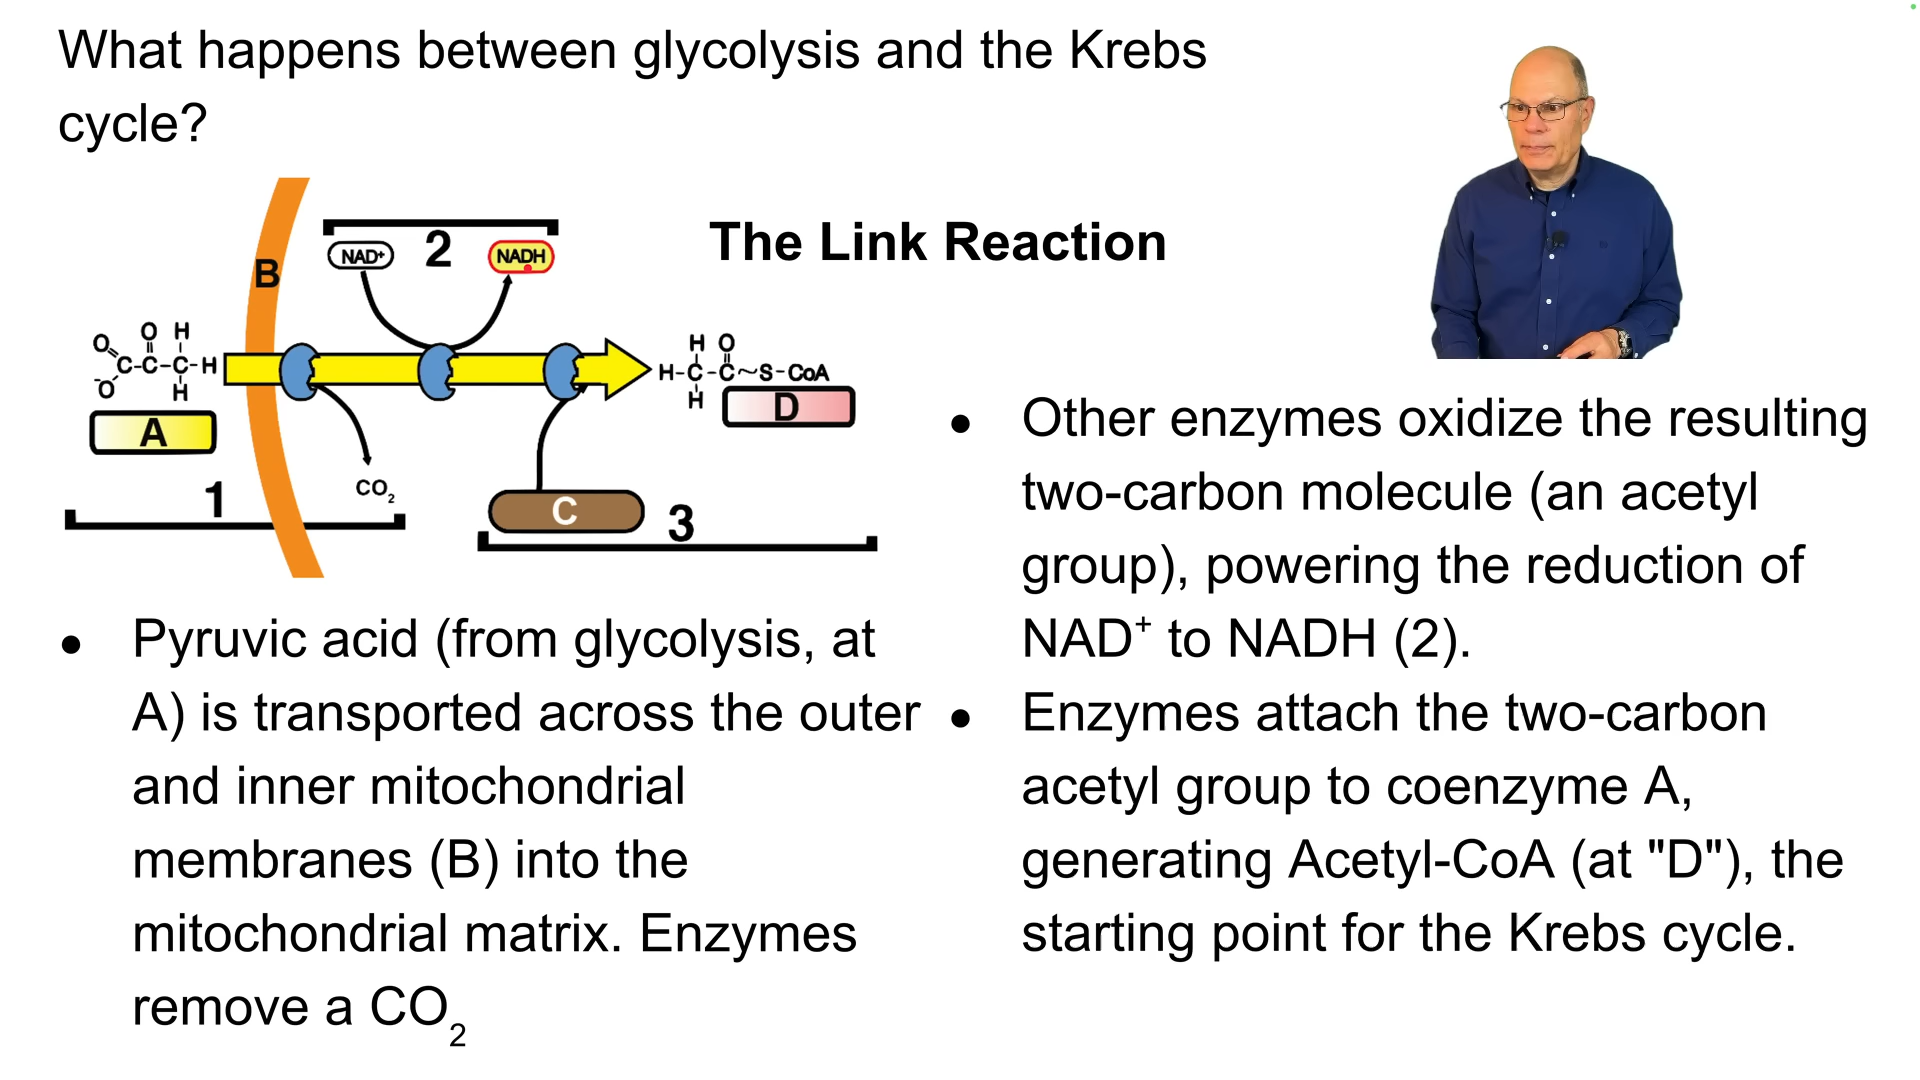 What happens between glycolysis and the Krebs
cycle?
The Link Reaction
B
NAD⁺ 2 NADH
O O H
C-C-C-H
⁻O H
A
1
CO₂
H O
H-C-C~S-CoA
H
D
C
3
● Pyruvic acid (from glycolysis, at
A) is transported across the outer
and inner mitochondrial
membranes (B) into the
mitochondrial matrix. Enzymes
remove a CO₂
● Other enzymes oxidize the resulting
two-carbon molecule (an acetyl
group), powering the reduction of
NAD⁺ to NADH (2).
● Enzymes attach the two-carbon
acetyl group to coenzyme A,
generating Acetyl-CoA (at "D"), the
starting point for the Krebs cycle.